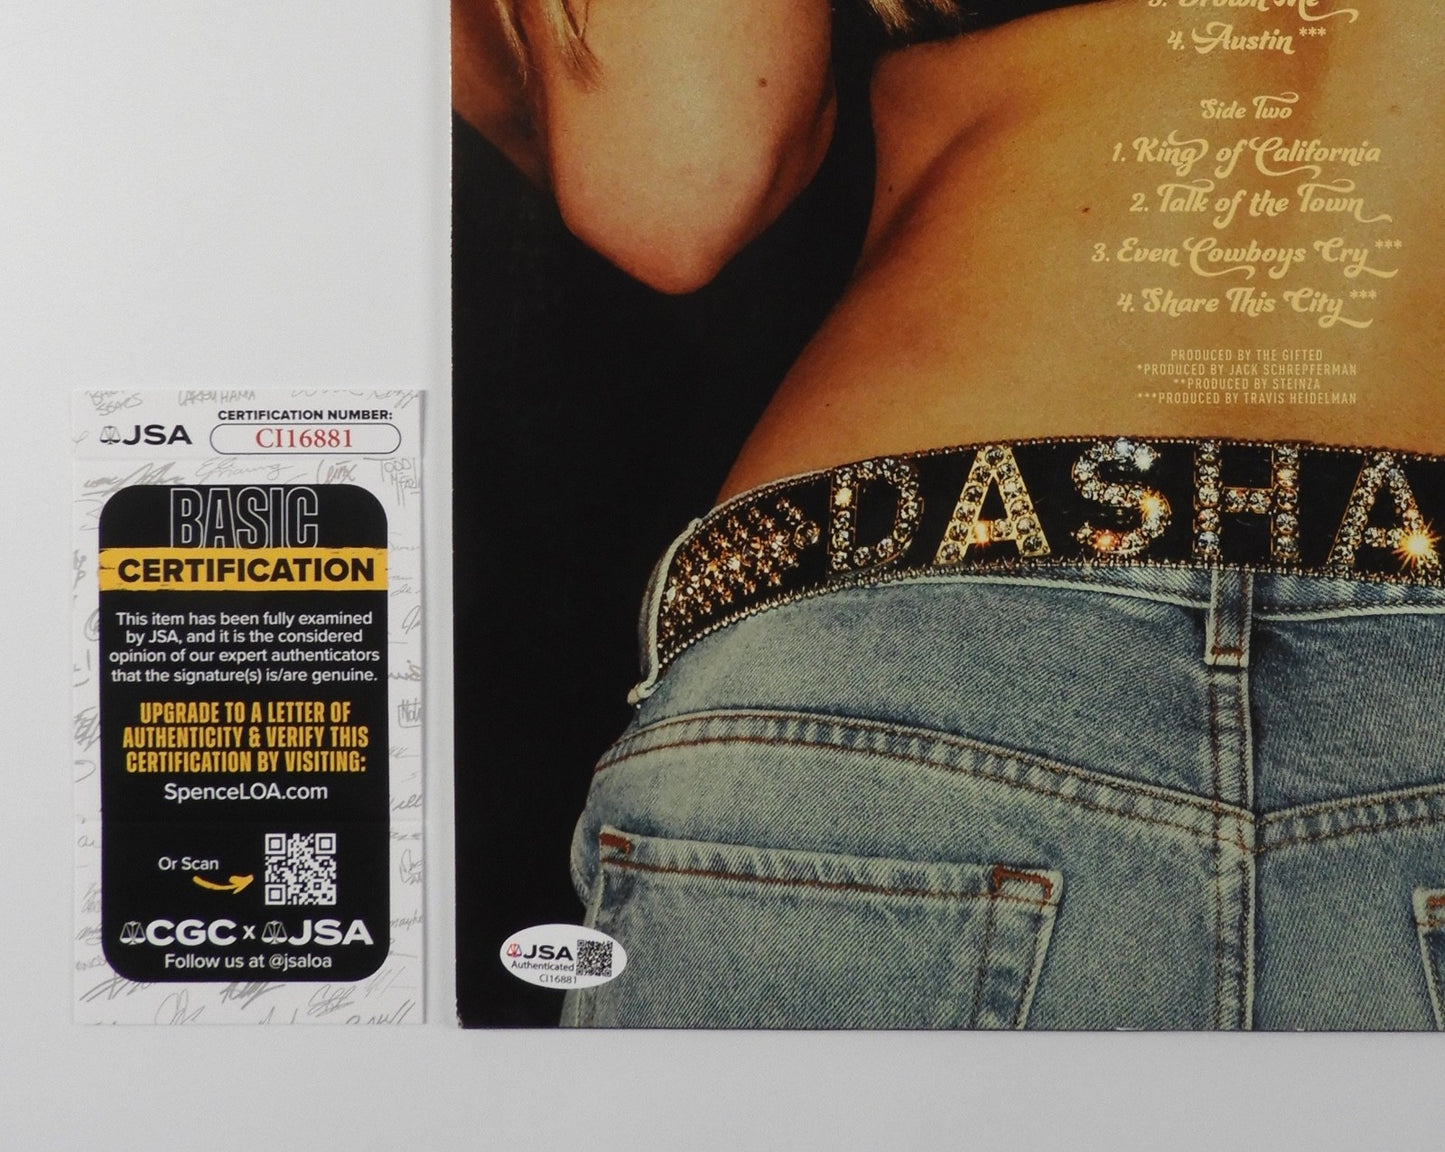 3. Drown Me
4. Austin***
Side Two
1. King of California
2. Talk of the Town
3. Even Cowboys Cry***
4. Share This City***
PRODUCED BY THE GIFTED
*PRODUCED BY JACK SCHREPFERMAN
**PRODUCED BY STEINZA
***PRODUCED BY TRAVIS HEIDELMAN
DASHA
JSA
CERTIFICATION NUMBER:
CI16881
BASIC
CERTIFICATION
This item has been fully examined
by JSA, and it is the considered
opinion of our expert authenticators
that the signature(s) is/are genuine.
UPGRADE TO A LETTER OF
AUTHENTICITY & VERIFY THIS
CERTIFICATION BY VISITING:
SpenceLOA.com
Or Scan
CGC x JSA
Follow us at @jsaloa
JSA
Authenticated
CI16881